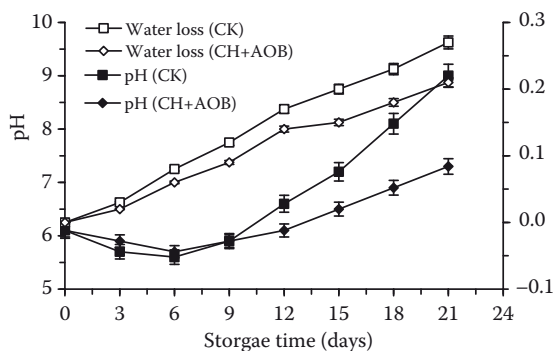 10
9
8
7
6
5
pH
Water loss (CK)
Water loss (CH+AOB)
pH (CK)
pH (CH+AOB)
0.3
0.2
0.1
0.0
−0.1
0 3 6 9 12 15 18 21 24
Storgae time (days)